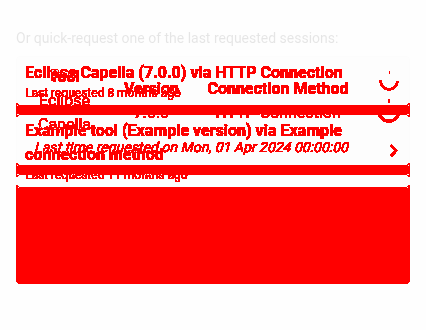 Or quick-request one of the last requested sessions:
Eclipse Capella (7.0.0) via HTTP Connection
Tool
Version Connection Method
Last requested 8 months ago
Eclipse
7.0.0 HTTP Connection
Capella
Example tool (Example version) via Example
Last time requested on Mon, 01 Apr 2024 00:00:00
connection method
Last requested 11 months ago